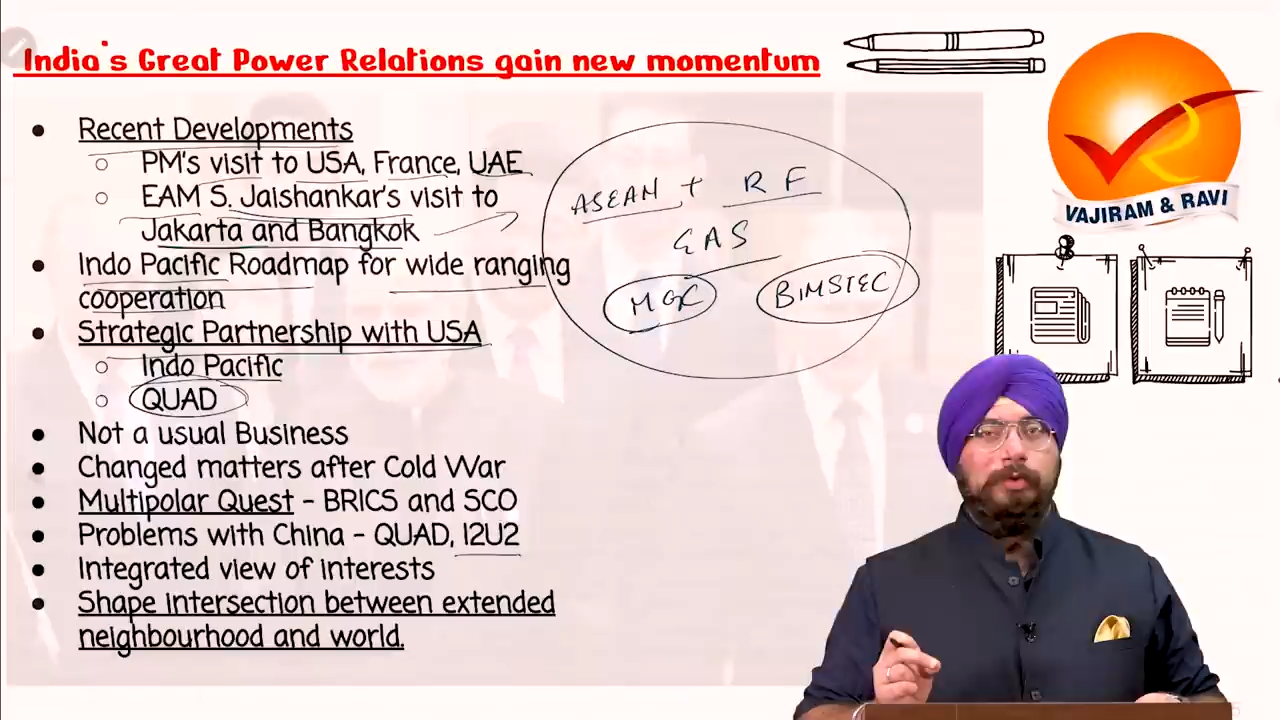 India's Great Power Relations gain new momentum
Recent Developments
PM's visit to USA, France, UAE
EAM S. Jaishankar's visit to
Jakarta and Bangkok
Indo Pacific Roadmap for wide ranging
cooperation
Strategic Partnership with USA
Indo Pacific
QUAD
Not a usual Business
Changed matters after Cold War
Multipolar Quest - BRICS and SCO
Problems with China - QUAD, I2U2
Integrated view of interests
Shape intersection between extended
neighbourhood and world.
ASEAN + RF
EAS
MGC BIMSTEC
VAJIRAM & RAVI